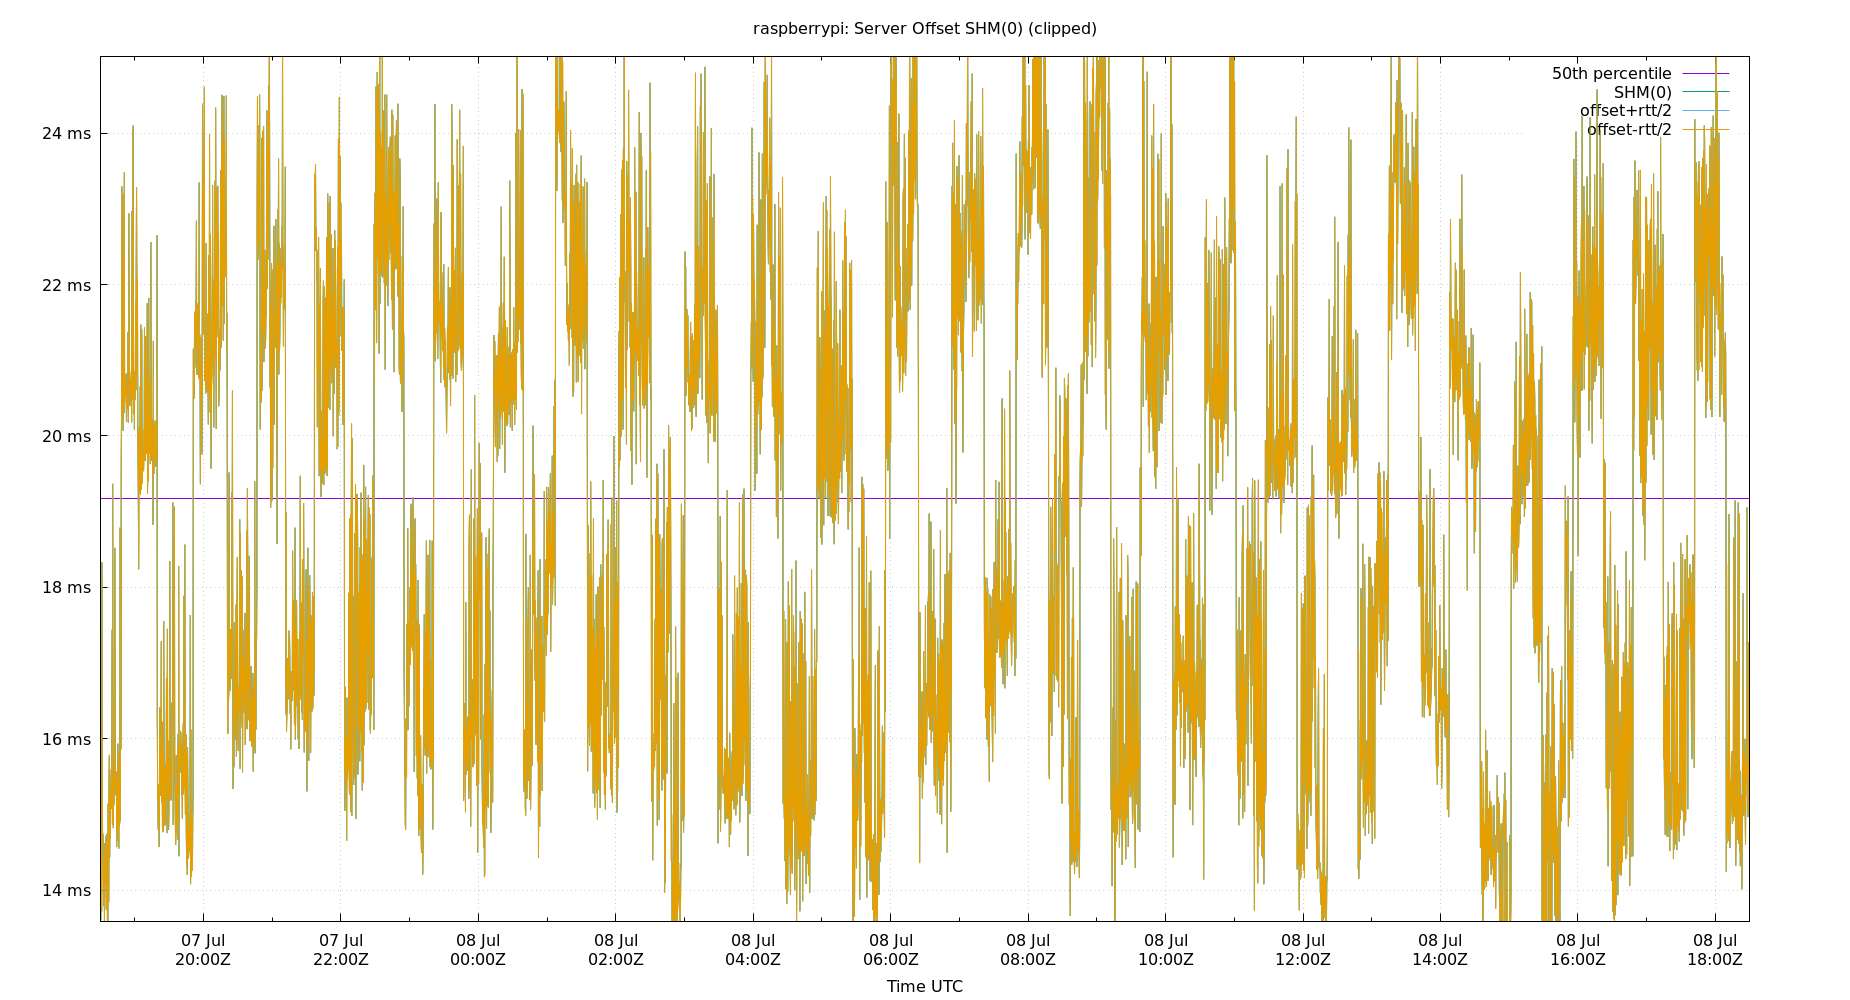 raspberrypi: Server Offset SHM(0) (clipped)
50th percentile
SHM(0)
offset+rtt/2
offset-rtt/2
24 ms
22 ms
20 ms
18 ms
16 ms
14 ms
07 Jul 07 Jul 08 Jul 08 Jul 08 Jul 08 Jul 08 Jul 08 Jul 08 Jul 08 Jul 08 Jul 08 Jul
20:00Z 22:00Z 00:00Z 02:00Z 04:00Z 06:00Z 08:00Z 10:00Z 12:00Z 14:00Z 16:00Z 18:00Z
Time UTC